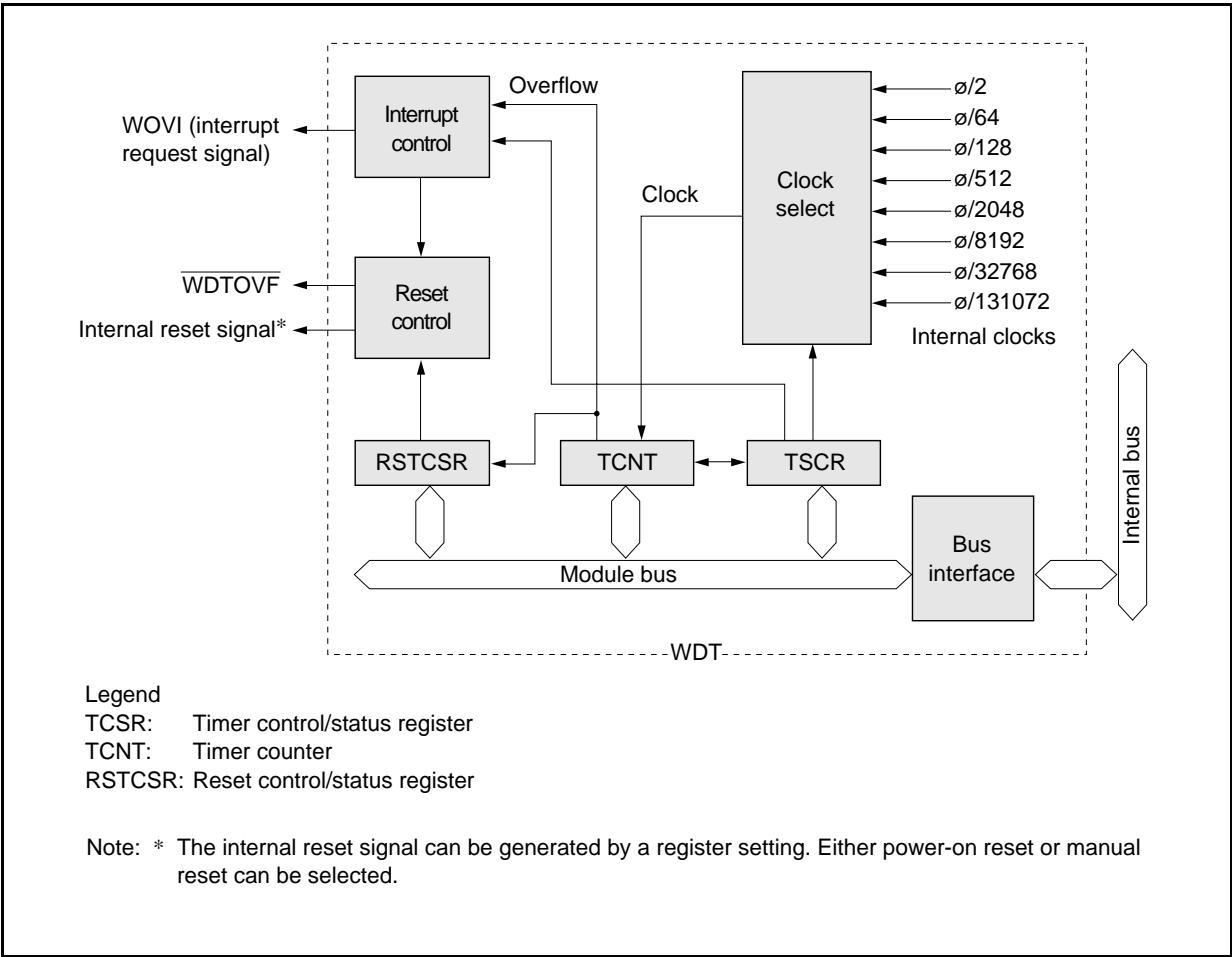 Overflow
Interrupt
control
WOVI (interrupt
request signal)
Clock
Clock
select
ø/2
ø/64
ø/128
ø/512
ø/2048
ø/8192
ø/32768
ø/131072
Internal clocks
WDTOVF
Internal reset signal*
Reset
control
RSTCSR
TCNT
TSCR
Module bus
Bus
interface
Internal bus
WDT
Legend
TCSR: Timer control/status register
TCNT: Timer counter
RSTCSR: Reset control/status register
Note: * The internal reset signal can be generated by a register setting. Either power-on reset or manual
reset can be selected.